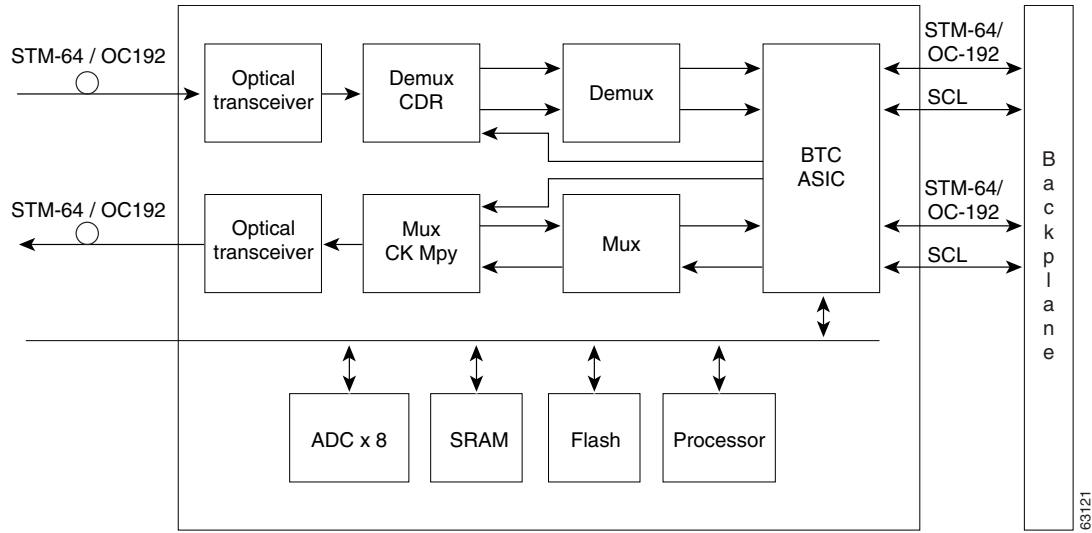 STM-64 / OC192
Optical
transceiver
Demux
CDR
Demux
BTC
ASIC
STM-64/
OC-192
SCL
STM-64 / OC192
Optical
transceiver
Mux
CK Mpy
Mux
STM-64/
OC-192
SCL
Backplane
ADC x 8
SRAM
Flash
Processor
63121